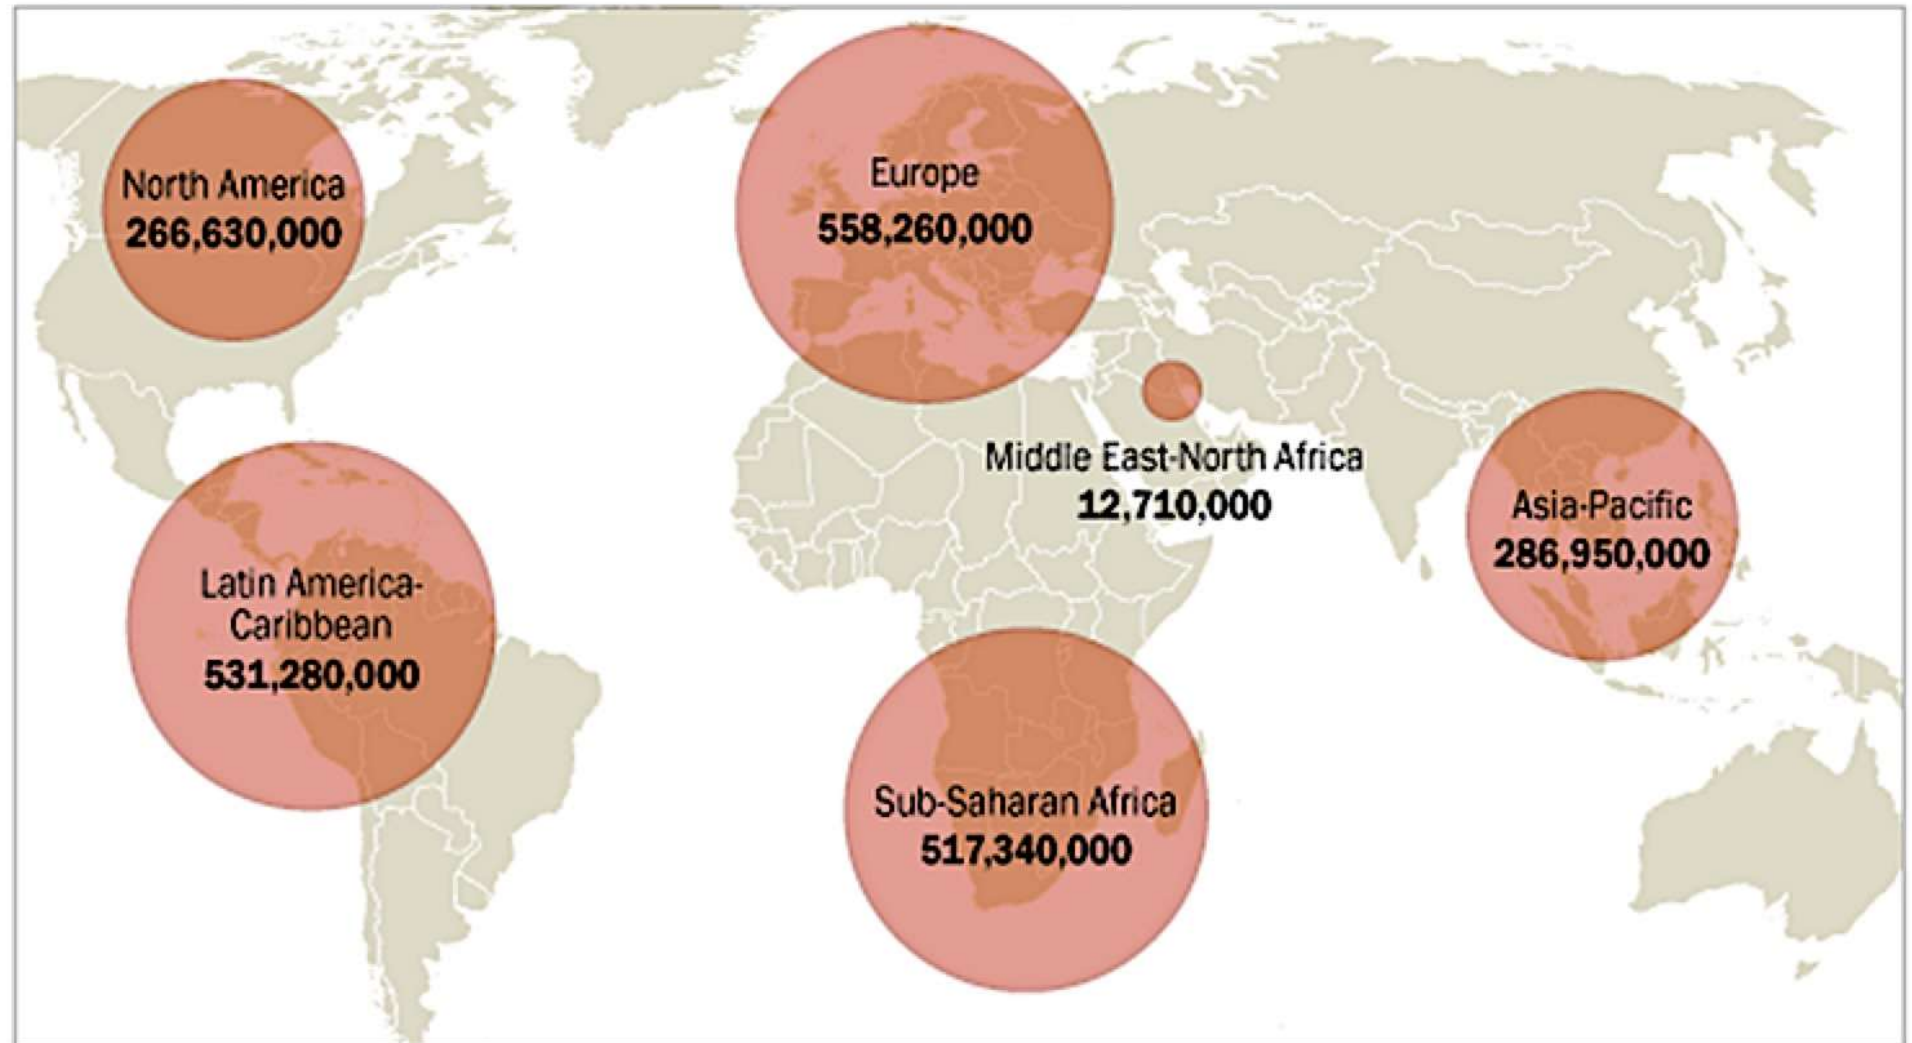 North America
266,630,000
Europe
558,260,000
Middle East-North Africa
12,710,000
Asia-Pacific
286,950,000
Latin America-
Caribbean
531,280,000
Sub-Saharan Africa
517,340,000